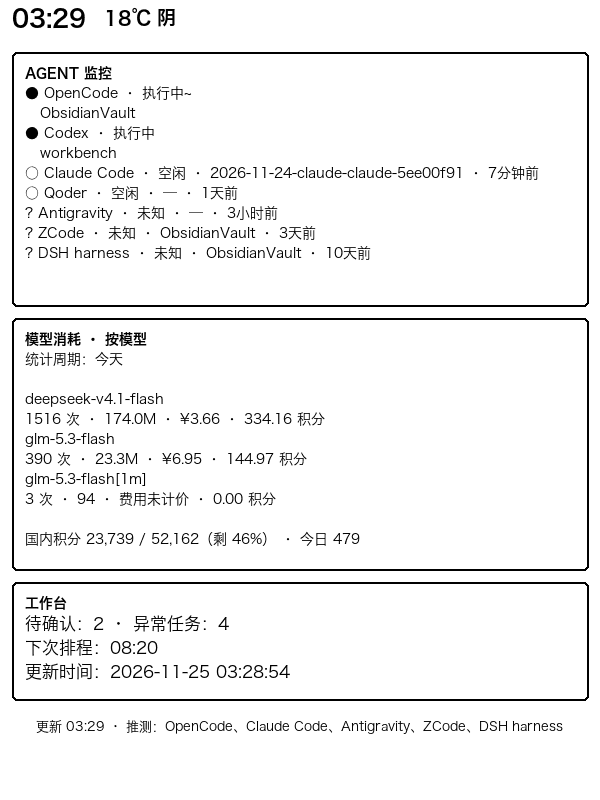 03:29 18℃ 阴
AGENT 监控
● OpenCode · 执行中~
ObsidianVault
● Codex · 执行中
workbench
○ Claude Code · 空闲 · 2026-11-24-claude-claude-5ee00f91 · 7分钟前
○ Qoder · 空闲 · — · 1天前
? Antigravity · 未知 · — · 3小时前
? ZCode · 未知 · ObsidianVault · 3天前
? DSH harness · 未知 · ObsidianVault · 10天前
模型消耗 · 按模型
统计周期：今天
deepseek-v4.1-flash
1516 次 · 174.0M · ¥3.66 · 334.16 积分
glm-5.3-flash
390 次 · 23.3M · ¥6.95 · 144.97 积分
glm-5.3-flash[1m]
3 次 · 94 · 费用未计价 · 0.00 积分
国内积分 23,739 / 52,162（剩 46%） · 今日 479
工作台
待确认：2 · 异常任务：4
下次排程：08:20
更新时间：2026-11-25 03:28:54
更新 03:29 · 推测：OpenCode、Claude Code、Antigravity、ZCode、DSH harness